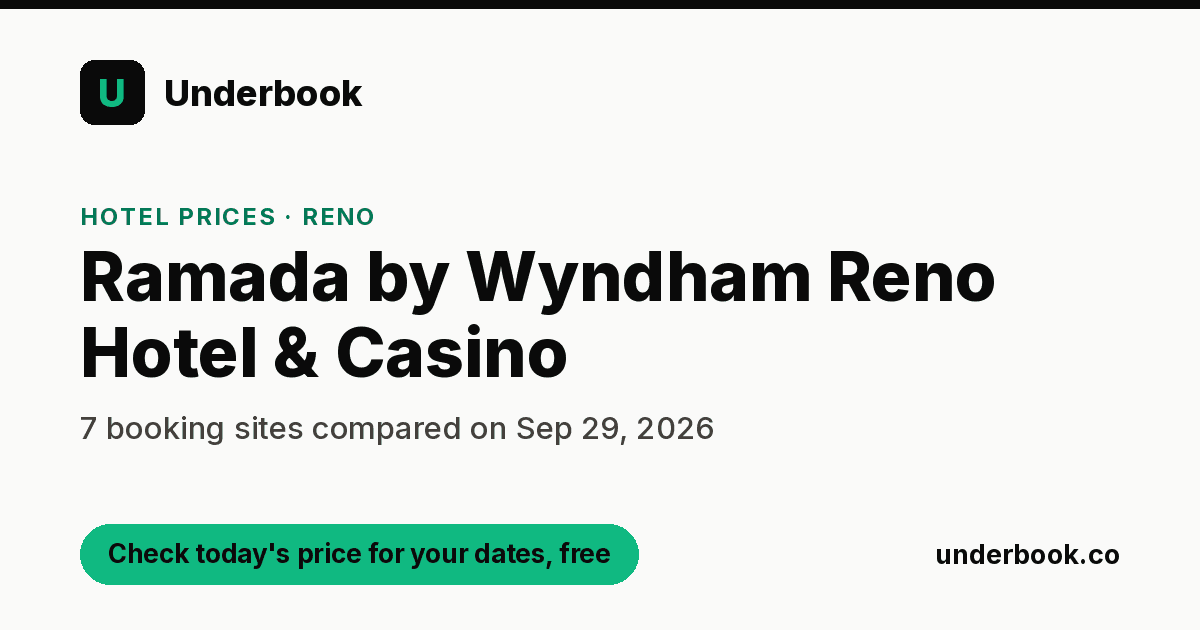 U
Underbook
HOTEL PRICES · RENO
Ramada by Wyndham Reno
Hotel & Casino
7 booking sites compared on Sep 29, 2026
Check today's price for your dates, free
underbook.co